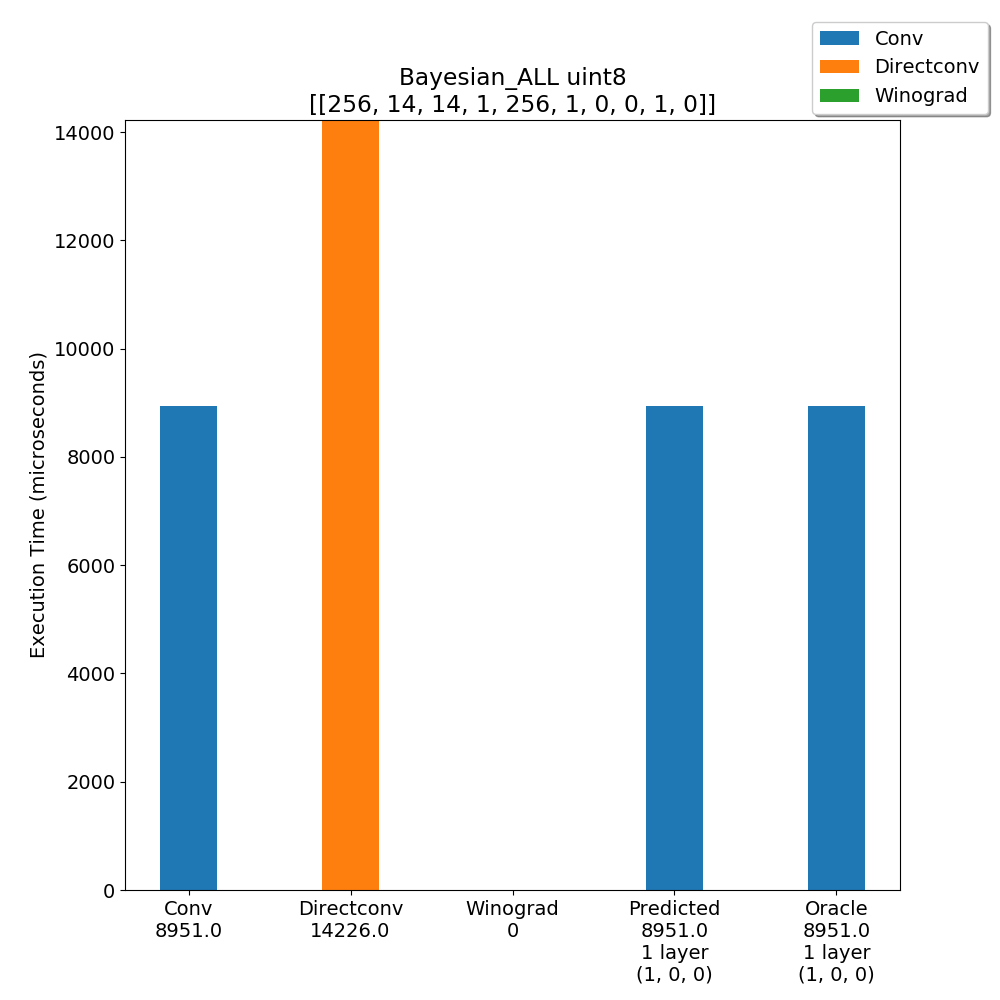 Conv
Directconv
Winograd
Bayesian_ALL uint8
[[256, 14, 14, 1, 256, 1, 0, 0, 1, 0]]
14000
12000
10000
8000
6000
4000
2000
0
Execution Time (microseconds)
Conv
8951.0
Directconv
14226.0
Winograd
0
Predicted
8951.0
1 layer
(1, 0, 0)
Oracle
8951.0
1 layer
(1, 0, 0)